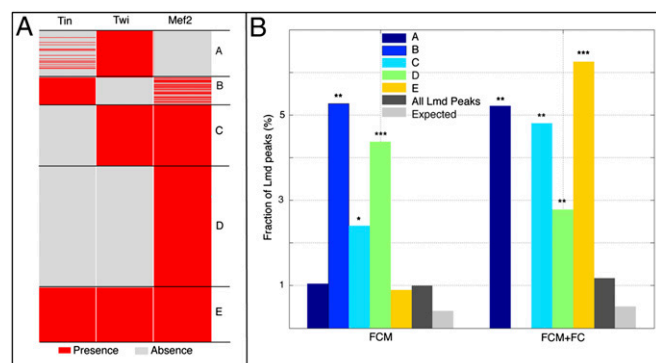 A
Tin Twi Mef2
A
B
C
D
E
Presence Absence
B
Fraction of Lmd peaks (%)
5
3
1
A
B
C
D
E
All Lmd Peaks
Expected
**
*
***
**
**
**
***
FCM FCM+FC